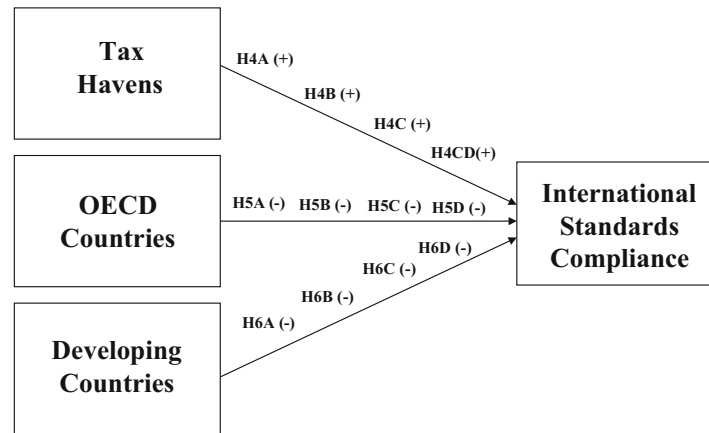 Tax
Havens
H4A (+)
H4B (+)
H4C (+)
H4CD(+)
OECD
Countries
H5A (-) H5B (-) H5C (-) H5D (-)
International
Standards
Compliance
H6D (-)
H6C (-)
H6B (-)
H6A (-)
Developing
Countries